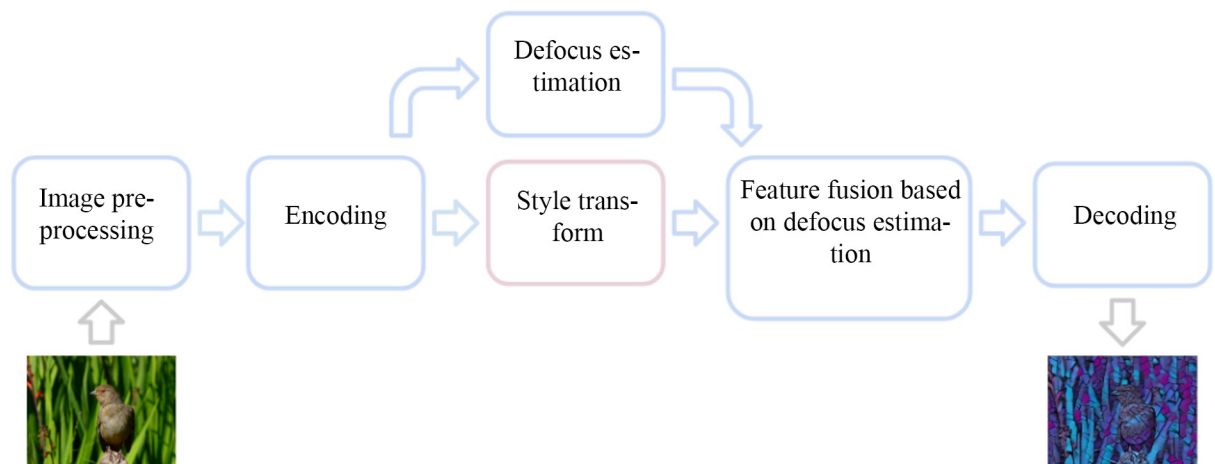 Defocus es-
timation
Image pre-
processing
Encoding
Style trans-
form
Feature fusion based
on defocus estima-
tion
Decoding